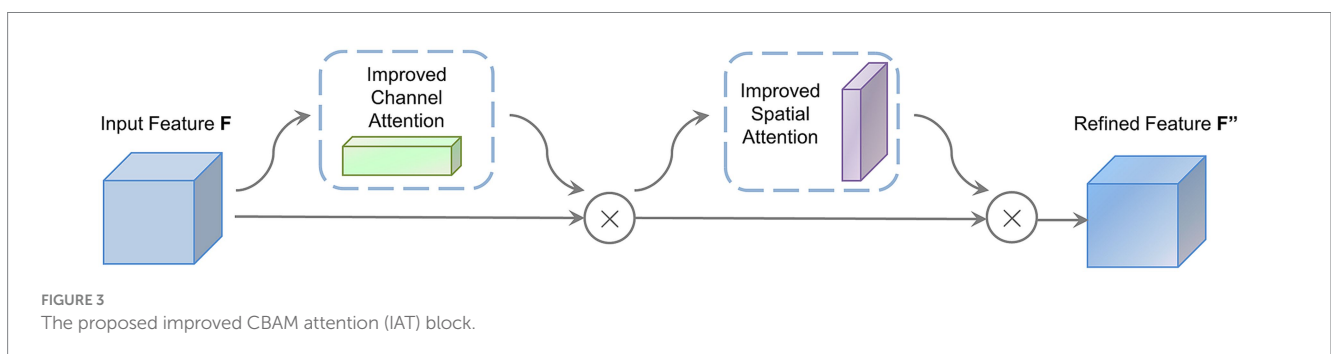 Input Feature F
Improved
Channel
Attention
Improved
Spatial
Attention
Refined Feature F”
FIGURE 3
The proposed improved CBAM attention (IAT) block.